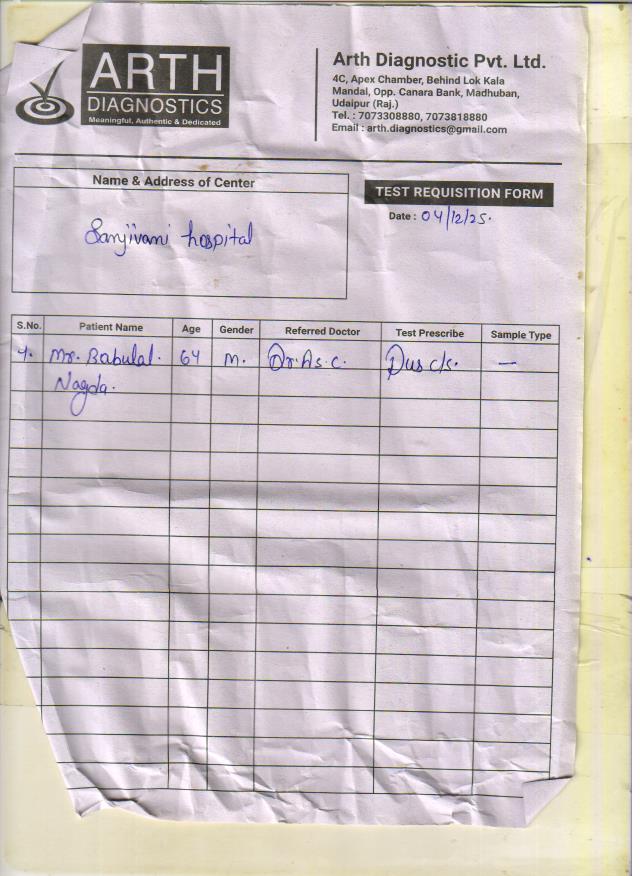 ARTH
DIAGNOSTICS
Meaningful, Authentic & Dedicated
Arth Diagnostic Pvt. Ltd.
4C, Apex Chamber, Behind Lok Kala
Mandal, Opp. Canara Bank, Madhuban,
Udaipur (Raj.)
Tel. : 7073308880, 7073818880
Email : arth.diagnostics@gmail.com
Name & Address of Center
Sanjivani hospital
TEST REQUISITION FORM
Date : 04/12/25.
S.No. Patient Name Age Gender Referred Doctor Test Prescribe Sample Type
1. Mr. Babulal. 64 M. Dr. As. C. Pus c/s. —
Nagda.